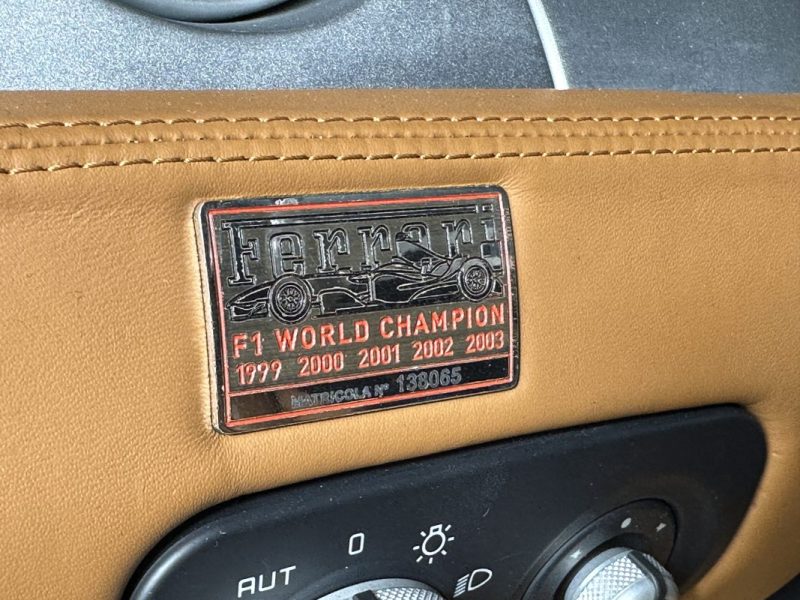 Ferrari
F1 WORLD CHAMPION
1999 2000 2001 2002 2003
MATRICOLA N° 138065
0
AUT